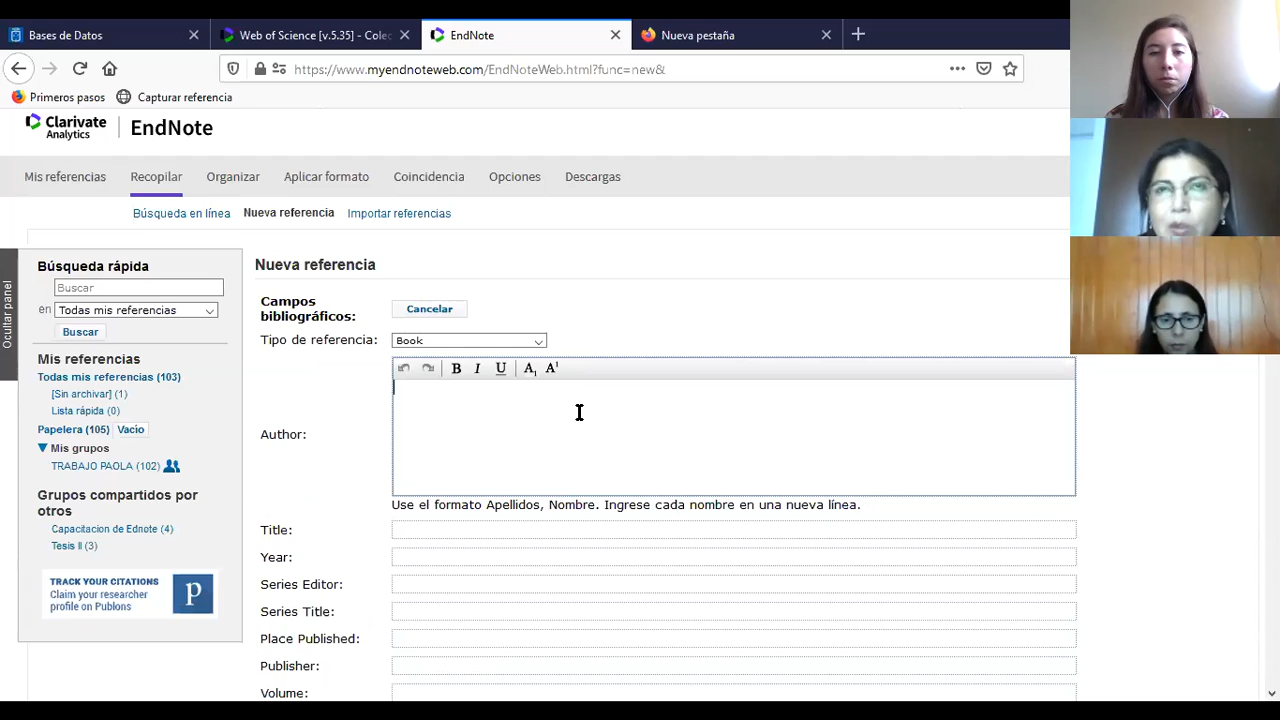 Bases de Datos
Web of Science [v.5.35] - Colec
EndNote
Nueva pestaña
https://www.myendnoteweb.com/EndNoteWeb.html?func=new&
Primeros pasos
Capturar referencia
Clarivate Analytics
EndNote
Mis referencias
Recopilar
Organizar
Aplicar formato
Coincidencia
Opciones
Descargas
Búsqueda en línea
Nueva referencia
Importar referencias
Ocultar panel
Búsqueda rápida
Buscar
en Todas mis referencias
Buscar
Mis referencias
Todas mis referencias (103)
[Sin archivar] (1)
Lista rápida (0)
Papelera (105) Vacío
Mis grupos
TRABAJO PAOLA (102)
Grupos compartidos por
otros
Capacitacion de Ednote (4)
Tesis II (3)
TRACK YOUR CITATIONS
Claim your researcher
profile on Publons
p
Nueva referencia
Campos
bibliográficos:
Cancelar
Tipo de referencia: Book
B I U A₁ A¹
Author:
Use el formato Apellidos, Nombre. Ingrese cada nombre en una nueva línea.
Title:
Year:
Series Editor:
Series Title:
Place Published:
Publisher:
Volume: